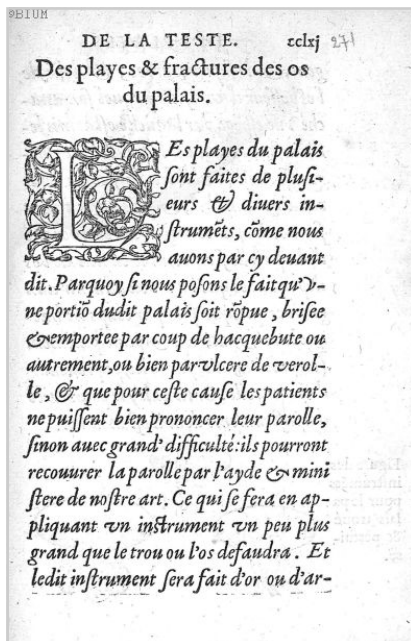 ©BIUM
DE LA TESTE. cclxj 271
Des playes & fractures des os
du palais.
LEs playes du palais
sont faites de plusi-
eurs & diuers in-
strumẽts, cõme nous
auons par cy deuant
dit. Parquoy si nous posons le fait qu'v-
ne portiõ dudit palais soit rõpue, brisee
& emportee par coup de hacquebute ou
autrement, ou bien par vlcere de verol-
le, & que pour ceste cause les patients
ne puissent bien prononcer leur parolle,
sinon auec grand' difficulté: ils pourront
recouurer la parolle par l'ayde & mini
stere de nostre art. Ce qui se fera en ap-
pliquant vn instrument vn peu plus
grand que le trou ou l'os defaudra. Et
ledit instrument sera fait d'or ou d'ar-